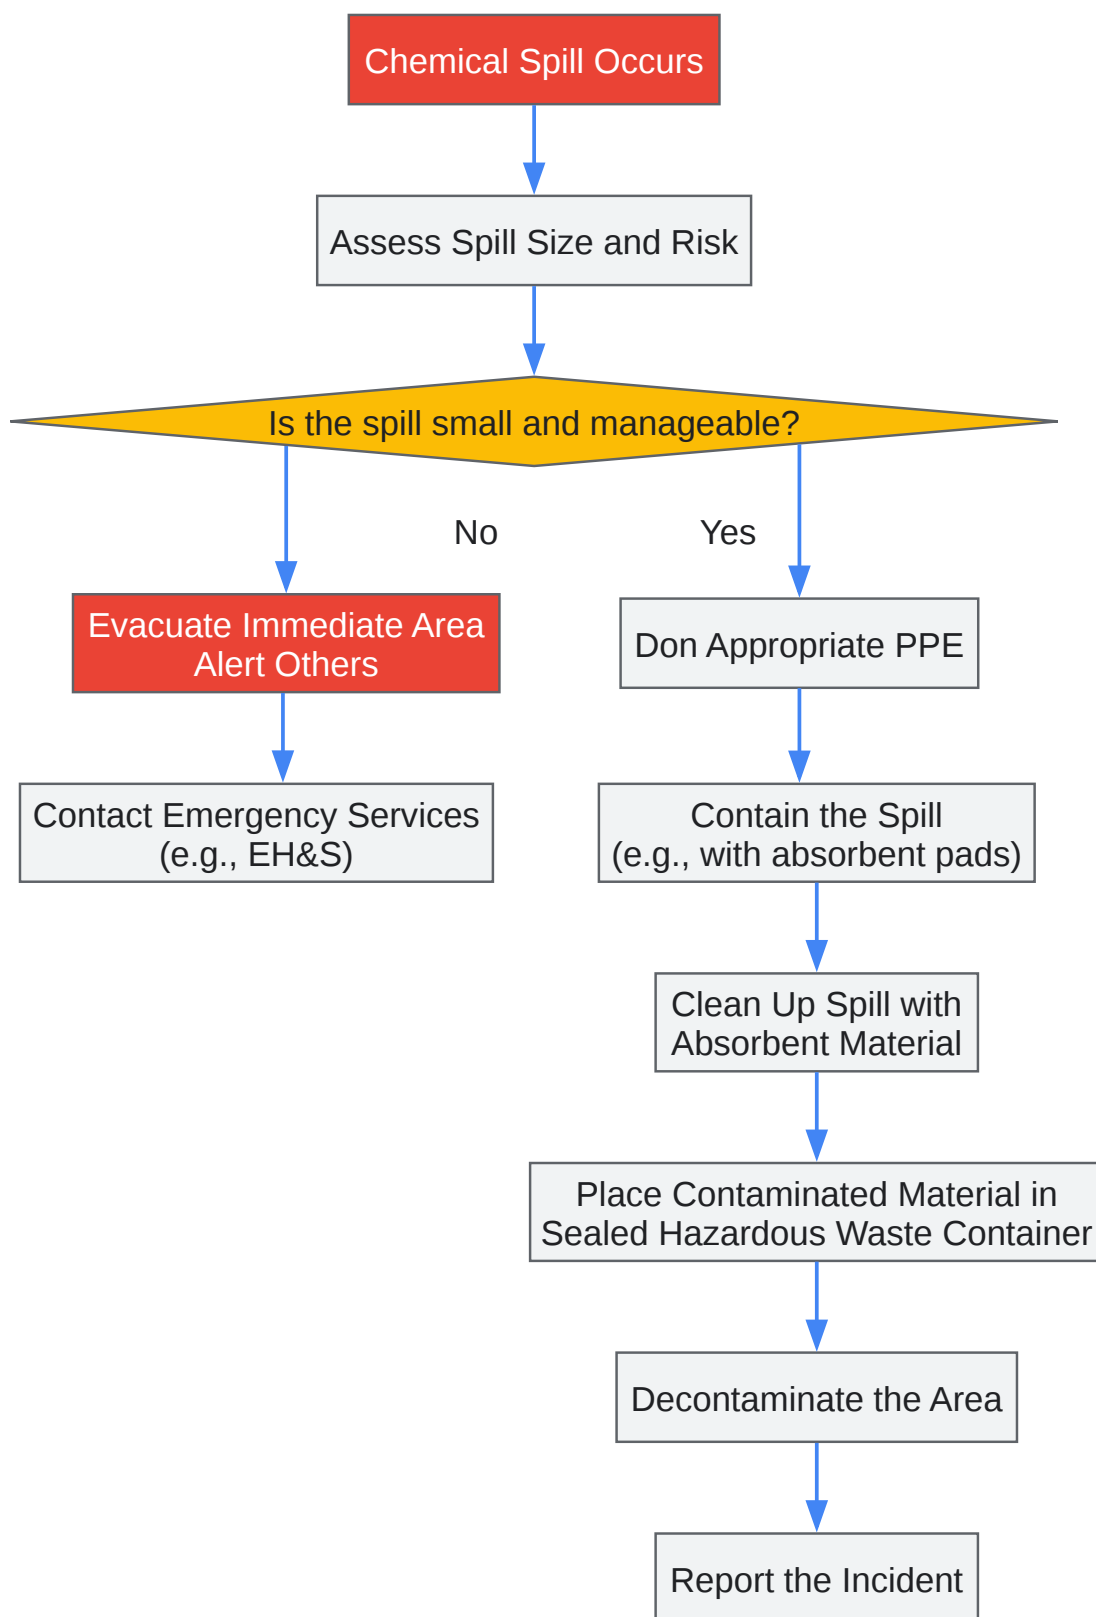 Chemical Spill Occurs
Assess Spill Size and Risk
Is the spill small and manageable?
No
Yes
Evacuate Immediate Area
Alert Others
Don Appropriate PPE
Contact Emergency Services
(e.g., EH&S)
Contain the Spill
(e.g., with absorbent pads)
Clean Up Spill with
Absorbent Material
Place Contaminated Material in
Sealed Hazardous Waste Container
Decontaminate the Area
Report the Incident